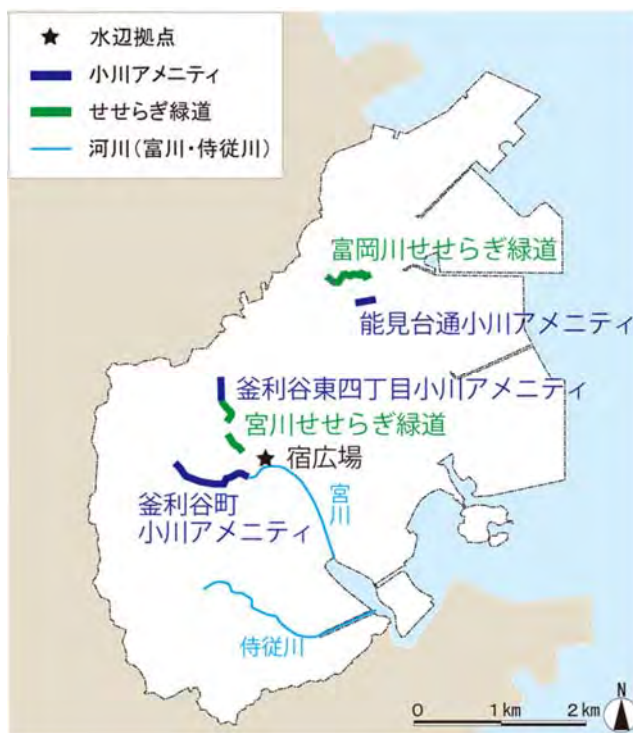 水辺拠点
小川アメニティ
せせらぎ緑道
河川(富川・侍従川)
富岡川せせらぎ緑道
能見台通小川アメニティ
釜利谷東四丁目小川アメニティ
宮川せせらぎ緑道
宿広場
釜利谷町
小川アメニティ
宮川
侍従川
0 1km 2km
N